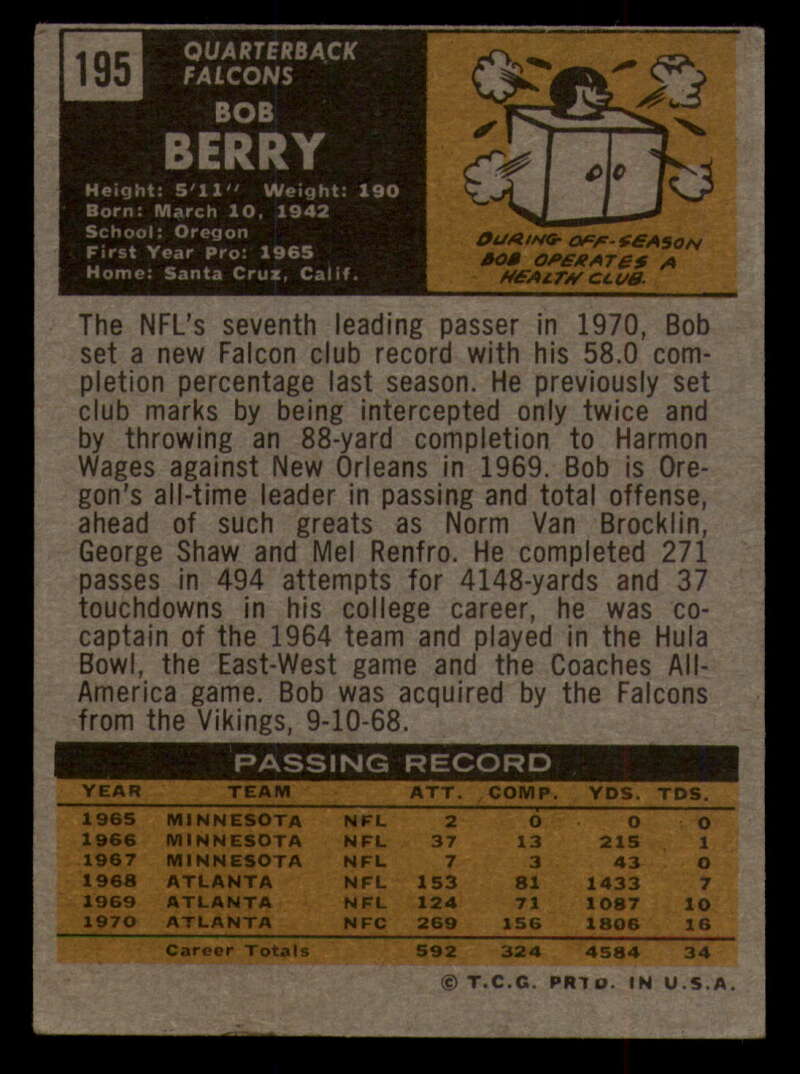 195
QUARTERBACK
FALCONS
BOB
BERRY
Height: 5'11" Weight: 190
Born: March 10, 1942
School: Oregon
First Year Pro: 1965
Home: Santa Cruz, Calif.
DURING OFF-SEASON
BOB OPERATES A
HEALTH CLUB.
The NFL's seventh leading passer in 1970, Bob
set a new Falcon club record with his 58.0 com-
pletion percentage last season. He previously set
club marks by being intercepted only twice and
by throwing an 88-yard completion to Harmon
Wages against New Orleans in 1969. Bob is Ore-
gon's all-time leader in passing and total offense,
ahead of such greats as Norm Van Brocklin,
George Shaw and Mel Renfro. He completed 271
passes in 494 attempts for 4148-yards and 37
touchdowns in his college career, he was co-
captain of the 1964 team and played in the Hula
Bowl, the East-West game and the Coaches All-
America game. Bob was acquired by the Falcons
from the Vikings, 9-10-68.
PASSING RECORD
YEAR TEAM ATT. COMP. YDS. TDS.
1965 MINNESOTA NFL 2 0 0 0
1966 MINNESOTA NFL 37 13 215 1
1967 MINNESOTA NFL 7 3 43 0
1968 ATLANTA NFL 153 81 1433 7
1969 ATLANTA NFL 124 71 1087 10
1970 ATLANTA NFC 269 156 1806 16
Career Totals 592 324 4584 34
© T.C.G. PRTD. IN U.S.A.